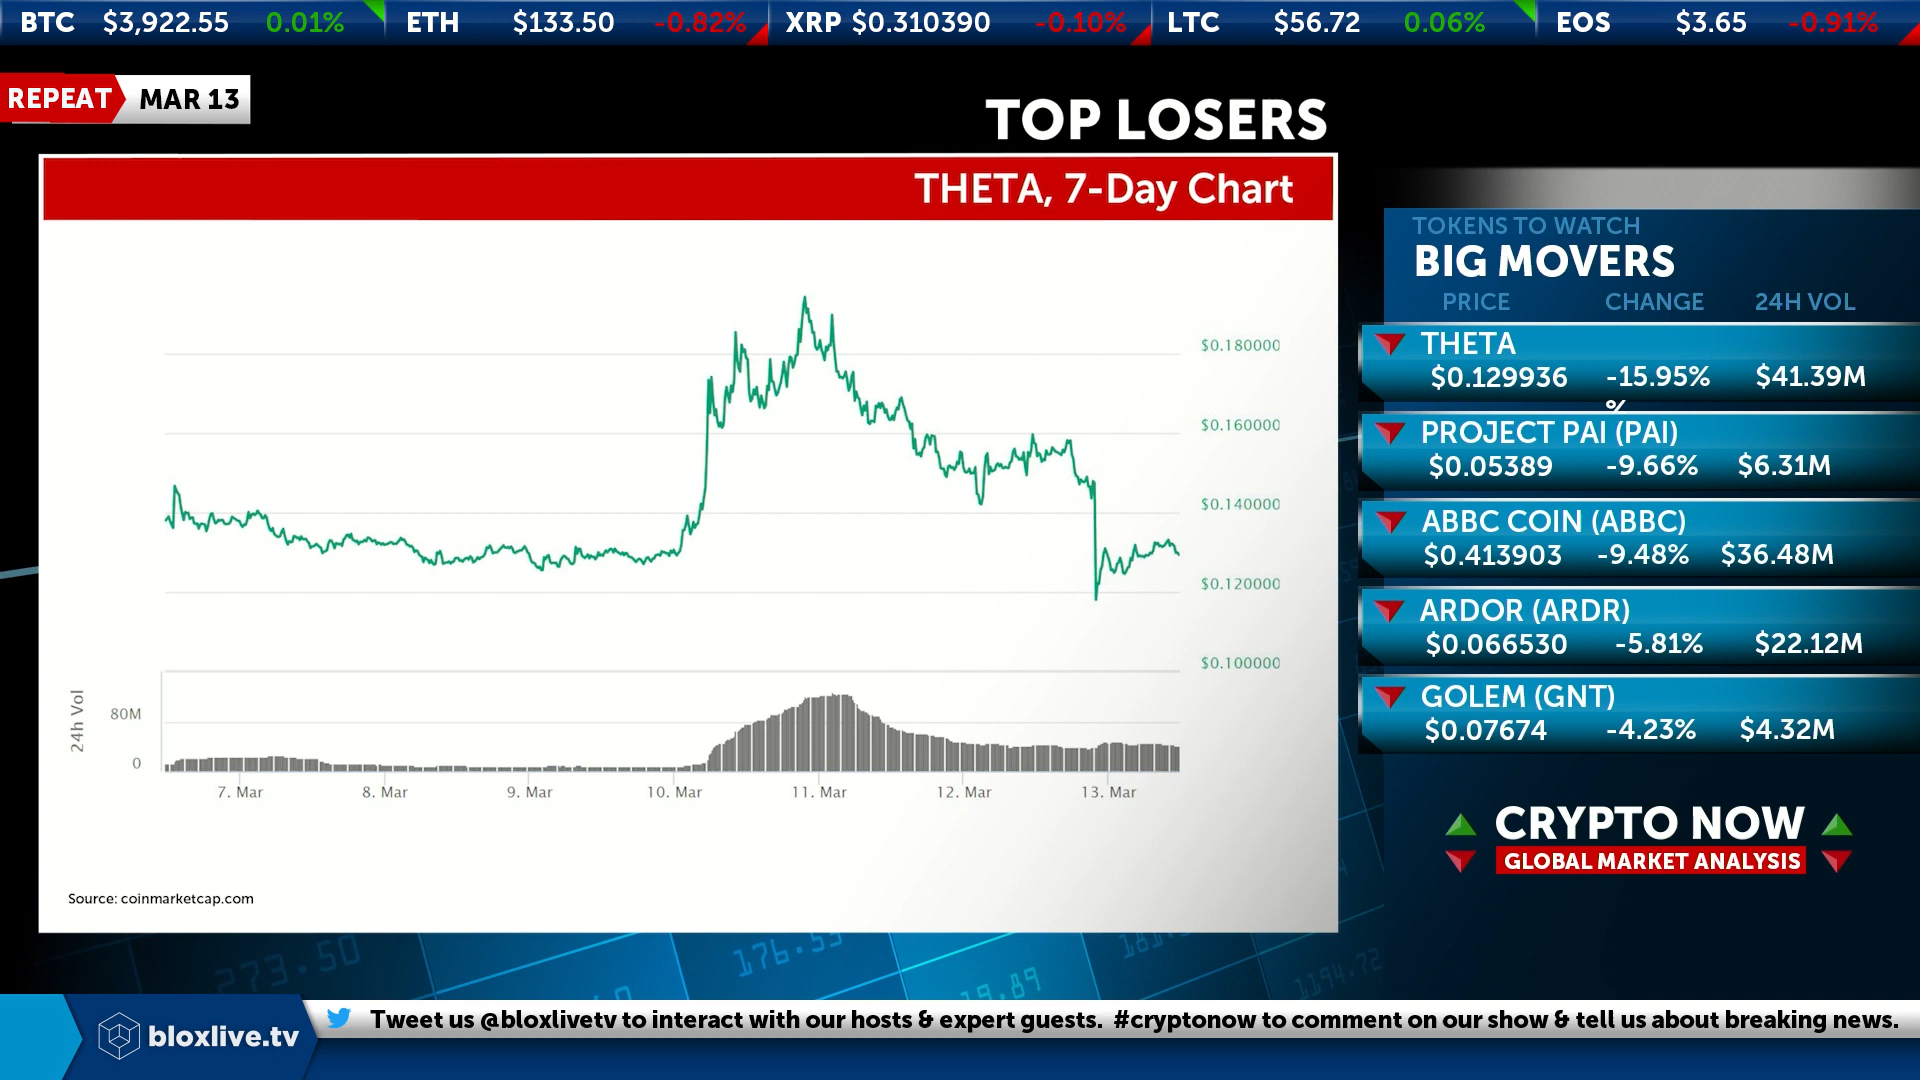 BTC $3,922.55 0.01% ETH $133.50 -0.82% XRP $0.310390 -0.10% LTC $56.72 0.06% EOS $3.65 -0.91%
REPEAT MAR 13
TOP LOSERS
THETA, 7-Day Chart
$0.180000
$0.160000
$0.140000
$0.120000
$0.100000
24h Vol
80M
0
7. Mar 8. Mar 9. Mar 10. Mar 11. Mar 12. Mar 13. Mar
Source: coinmarketcap.com
TOKENS TO WATCH
BIG MOVERS
PRICE CHANGE 24H VOL
THETA
$0.129936 -15.95% $41.39M
%
PROJECT PAI (PAI)
$0.05389 -9.66% $6.31M
ABBC COIN (ABBC)
$0.413903 -9.48% $36.48M
ARDOR (ARDR)
$0.066530 -5.81% $22.12M
GOLEM (GNT)
$0.07674 -4.23% $4.32M
CRYPTO NOW
GLOBAL MARKET ANALYSIS
273.50
176.53
bloxlive.tv
Tweet us @bloxlivetv to interact with our hosts & expert guests. #cryptonow to comment on our show & tell us about breaking news.